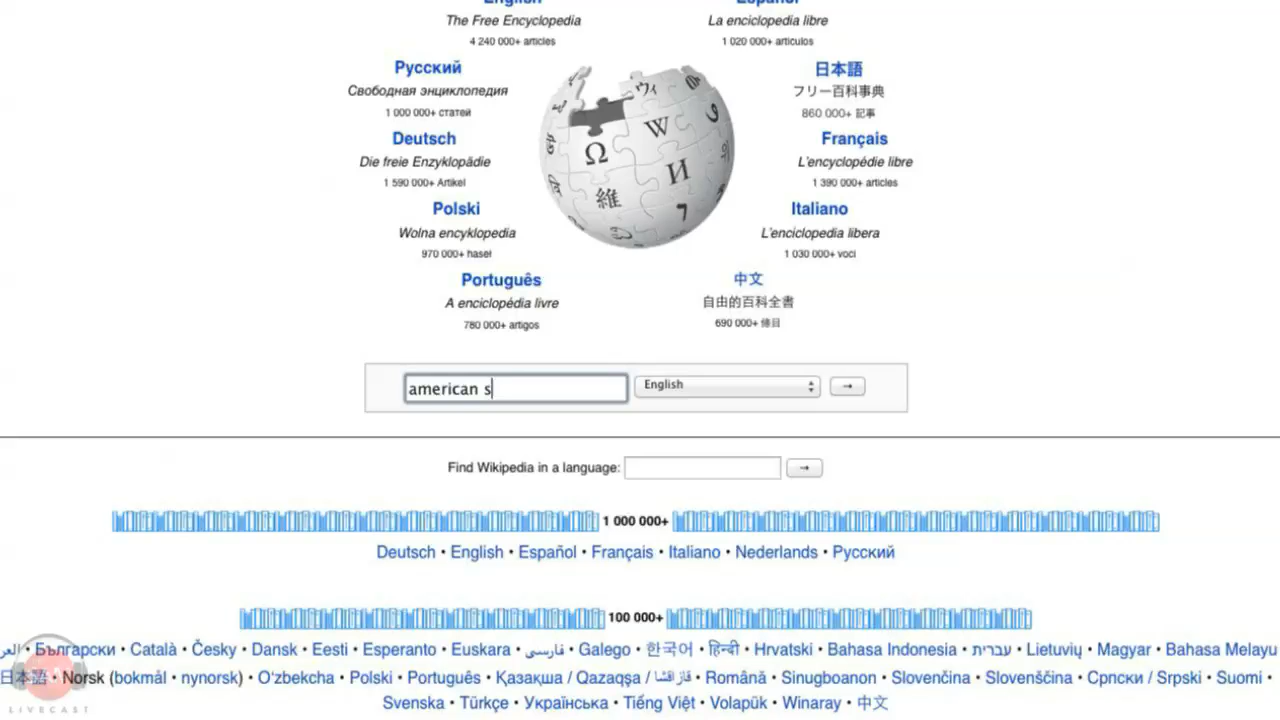 English Español
The Free Encyclopedia La enciclopedia libre
4 240 000+ articles 1 020 000+ artículos
Русский 日本語
Свободная энциклопедия フリー百科事典
1 000 000+ статей 860 000+ 記事
Deutsch Français
Die freie Enzyklopädie L'encyclopédie libre
1 590 000+ Artikel 1 390 000+ articles
Polski Italiano
Wolna encyklopedia L'enciclopedia libera
970 000+ haseł 1 030 000+ voci
Português 中文
A enciclopédia livre 自由的百科全書
780 000+ artigos 690 000+ 條目
Ω W И 維 ウィ
american s English →
Find Wikipedia in a language: →
1 000 000+
Deutsch • English • Español • Français • Italiano • Nederlands • Русский
100 000+
• Български • Català • Česky • Dansk • Eesti • Esperanto • Euskara • فارسی • Galego • 한국어 • हिन्दी • Hrvatski • Bahasa Indonesia • עברית • Lietuvių • Magyar • Bahasa Melayu
日本語 • Norsk (bokmål • nynorsk) • O'zbekcha • Polski • Português • Қазақша / Qazaqşa / قازاقشا • Română • Sinugboanon • Slovenčina • Slovenščina • Српски / Srpski • Suomi •
Svenska • Türkçe • Українська • Tiếng Việt • Volapük • Winaray • 中文
LIVECAST